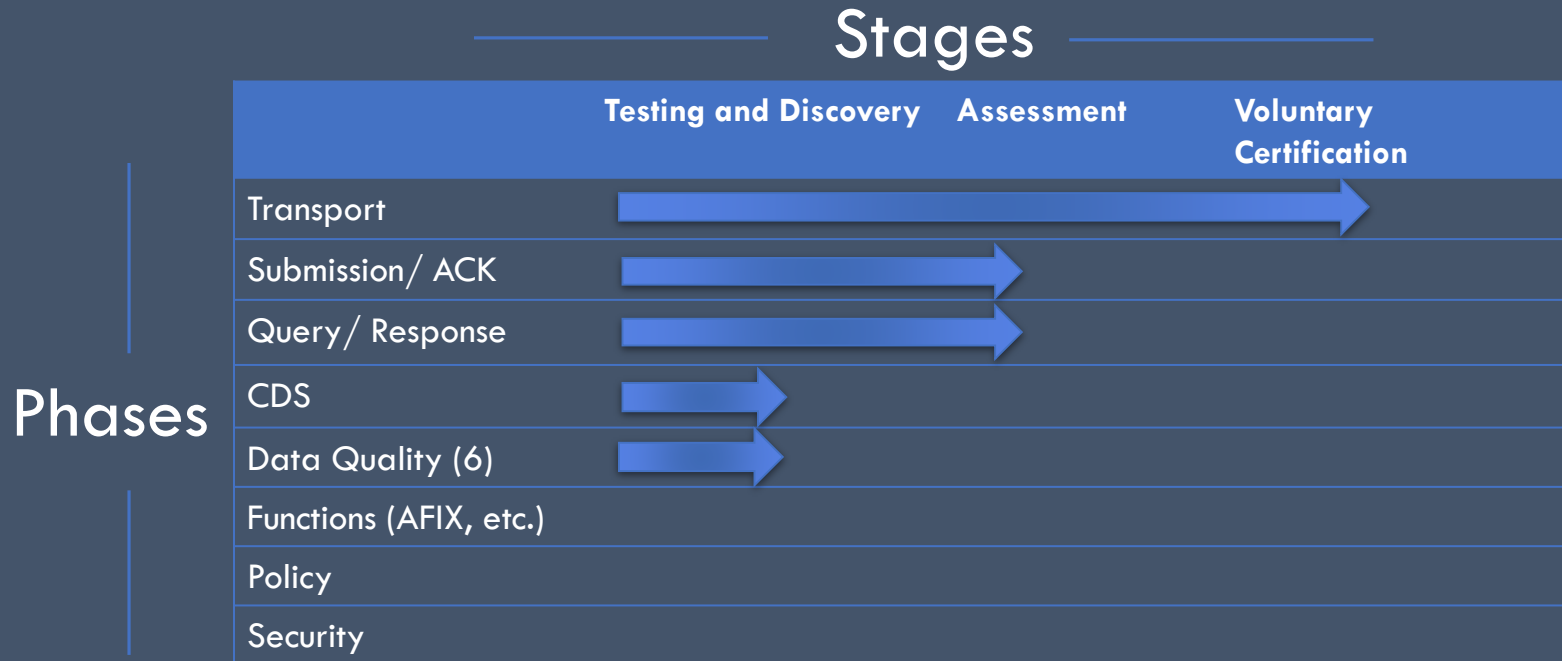 Stages
Testing and Discovery Assessment Voluntary
Certification
Transport
Submission/ ACK
Query/ Response
Phases
CDS
Data Quality (6)
Functions (AFIX, etc.)
Policy
Security